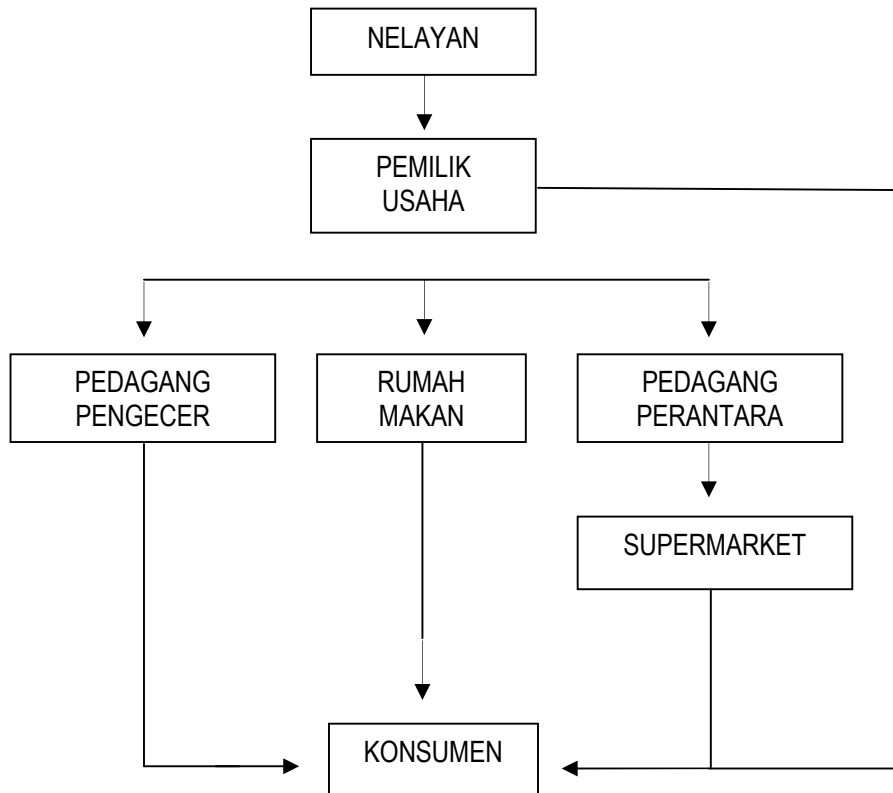 NELAYAN
PEMILIK
USAHA
PEDAGANG
PENGECER
RUMAH
MAKAN
PEDAGANG
PERANTARA
SUPERMARKET
KONSUMEN